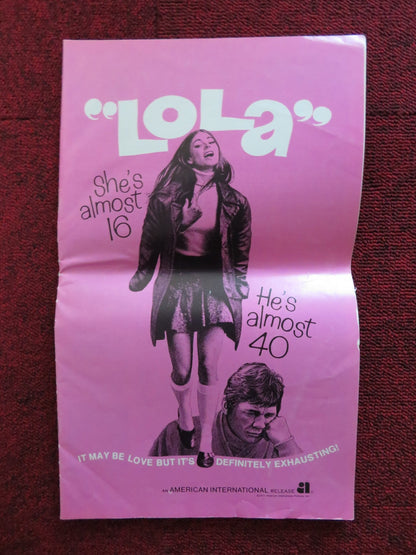 "LOLA"
She's
almost
16
He's
almost
40
IT MAY BE LOVE BUT IT'S DEFINITELY EXHAUSTING!
AN AMERICAN INTERNATIONAL RELEASE